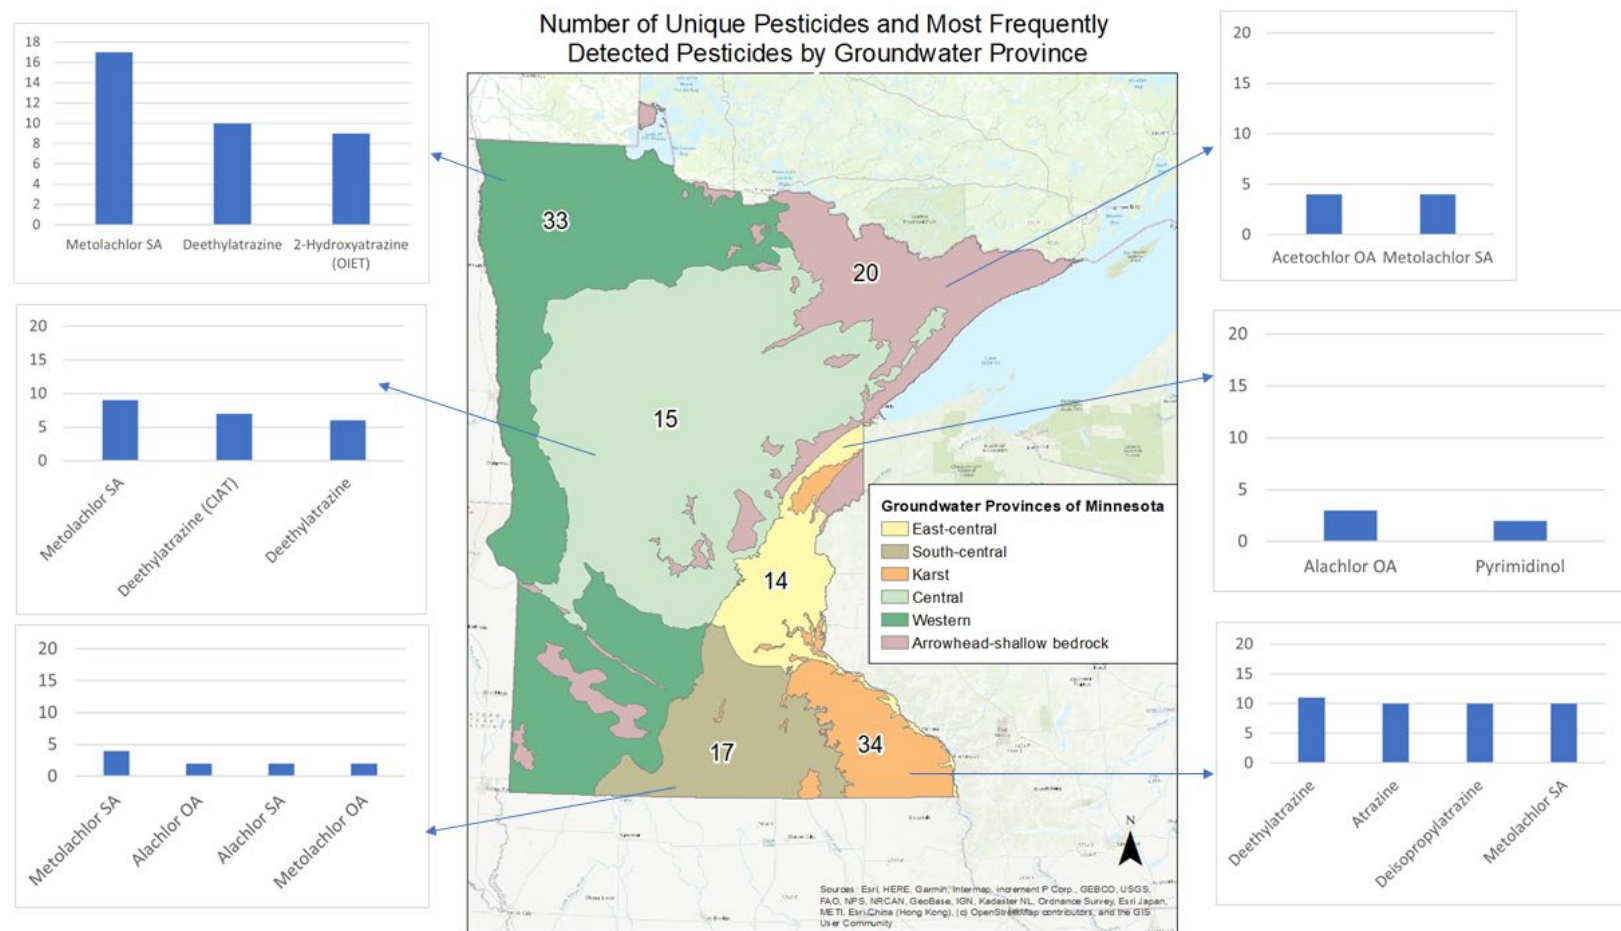 Number of Unique Pesticides and Most Frequently
Detected Pesticides by Groundwater Province
18
16
14
12
10
8
6
4
2
0
Metolachlor SA
Deethylatrazine
2-Hydroxyatrazine
(OIET)
20
15
10
5
0
Metolachlor SA
Deethylatrazine (CIAT)
Deethylatrazine
20
15
10
5
0
Metolachlor SA
Alachlor OA
Alachlor SA
Metolachlor OA
33
20
15
14
17
34
Groundwater Provinces of Minnesota
East-central
South-central
Karst
Central
Western
Arrowhead-shallow bedrock
N
Sources: Esri, HERE, Garmin, Intermap, increment P Corp., GEBCO, USGS,
FAO, NPS, NRCAN, GeoBase, IGN, Kadaster NL, Ordnance Survey, Esri Japan,
METI, Esri China (Hong Kong), (c) OpenStreetMap contributors, and the GIS
User Community
20
15
10
5
0
Acetochlor OA
Metolachlor SA
20
15
10
5
0
Alachlor OA
Pyrimidinol
20
15
10
5
0
Deethylatrazine
Atrazine
Deisopropylatrazine
Metolachlor SA